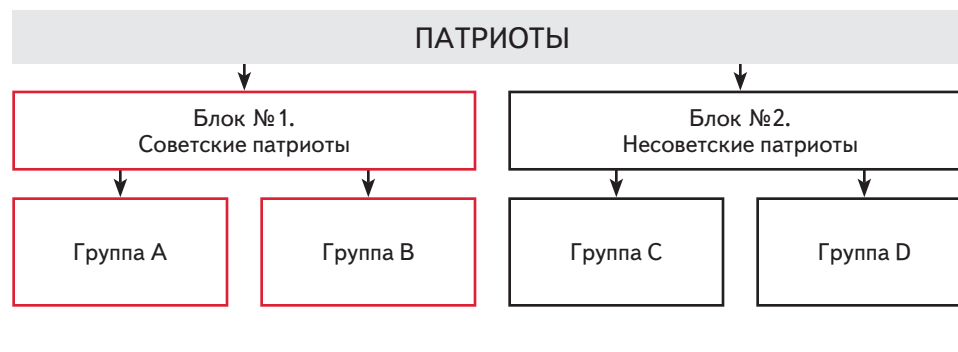 ПАТРИОТЫ
Блок №1.
Советские патриоты
Блок №2.
Несоветские патриоты
Группа A
Группа B
Группа C
Группа D